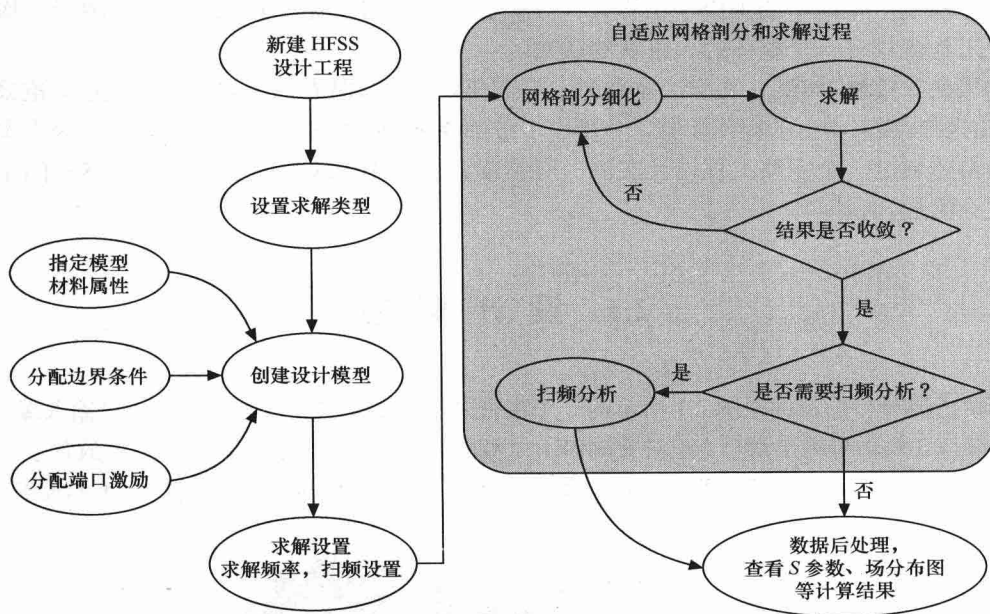 新建 HFSS
设计工程
设置求解类型
指定模型
材料属性
分配边界条件
创建设计模型
分配端口激励
求解设置
求解频率，扫频设置
自适应网格剖分和求解过程
网格剖分细化
求解
否
结果是否收敛？
是
扫频分析
是
是否需要扫频分析？
否
数据后处理，
查看 S 参数、场分布图
等计算结果